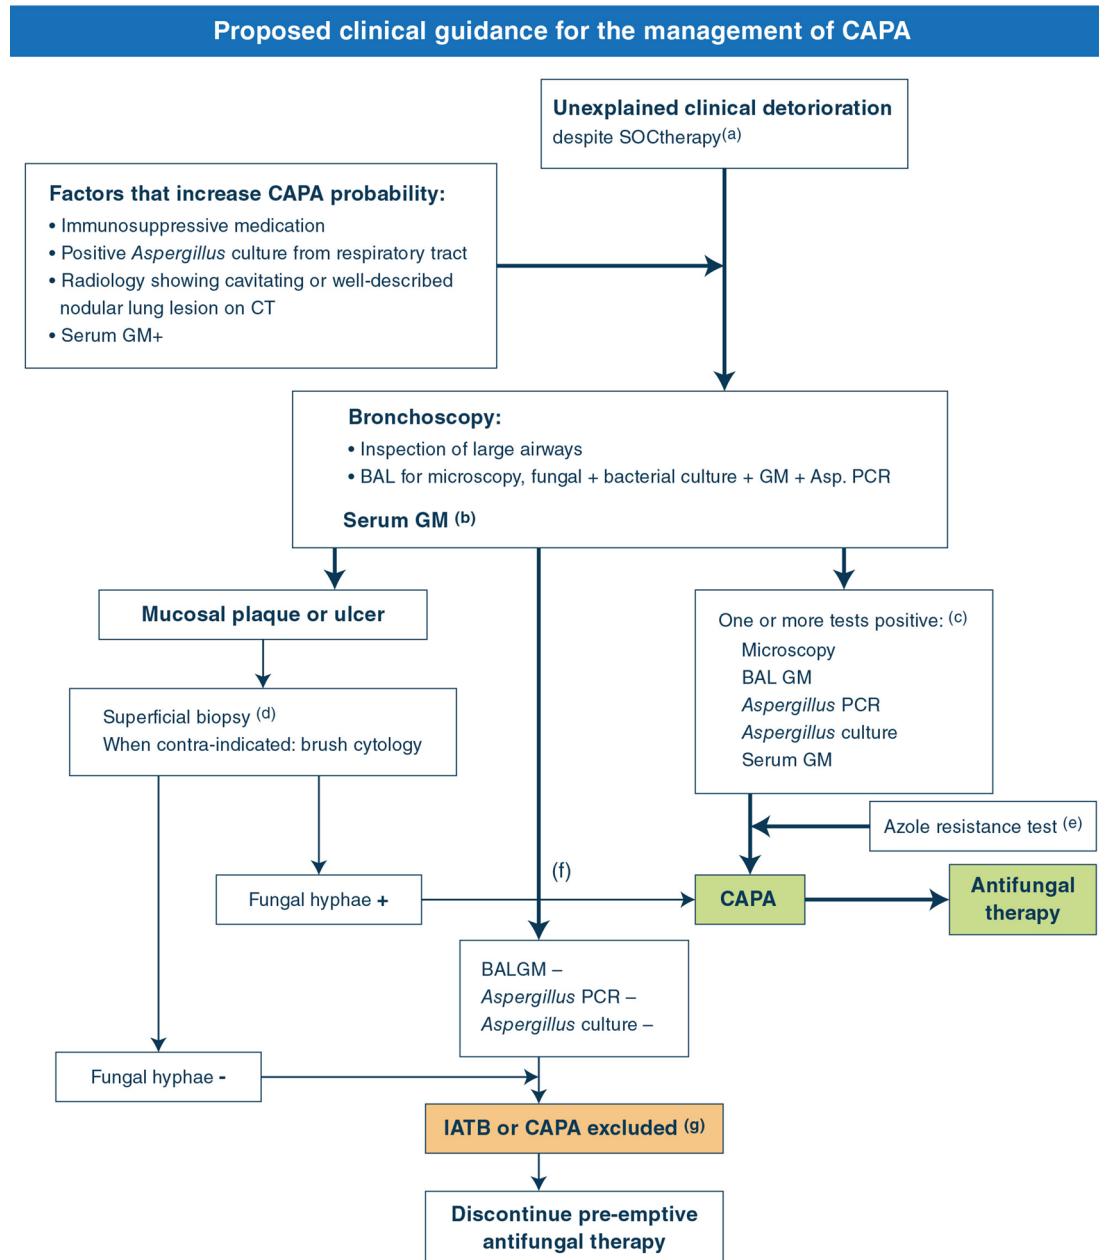 Proposed clinical guidance for the management of CAPA
Unexplained clinical detorioration
despite SOCtherapy(a)
Factors that increase CAPA probability:
• Immunosuppressive medication
• Positive Aspergillus culture from respiratory tract
• Radiology showing cavitating or well-described
nodular lung lesion on CT
• Serum GM+
Bronchoscopy:
• Inspection of large airways
• BAL for microscopy, fungal + bacterial culture + GM + Asp. PCR
Serum GM (b)
Mucosal plaque or ulcer
One or more tests positive: (c)
Microscopy
BAL GM
Aspergillus PCR
Aspergillus culture
Serum GM
Superficial biopsy (d)
When contra-indicated: brush cytology
Azole resistance test (e)
(f)
Fungal hyphae +
CAPA
Antifungal
therapy
BALGM –
Aspergillus PCR –
Aspergillus culture –
Fungal hyphae -
IATB or CAPA excluded (g)
Discontinue pre-emptive
antifungal therapy